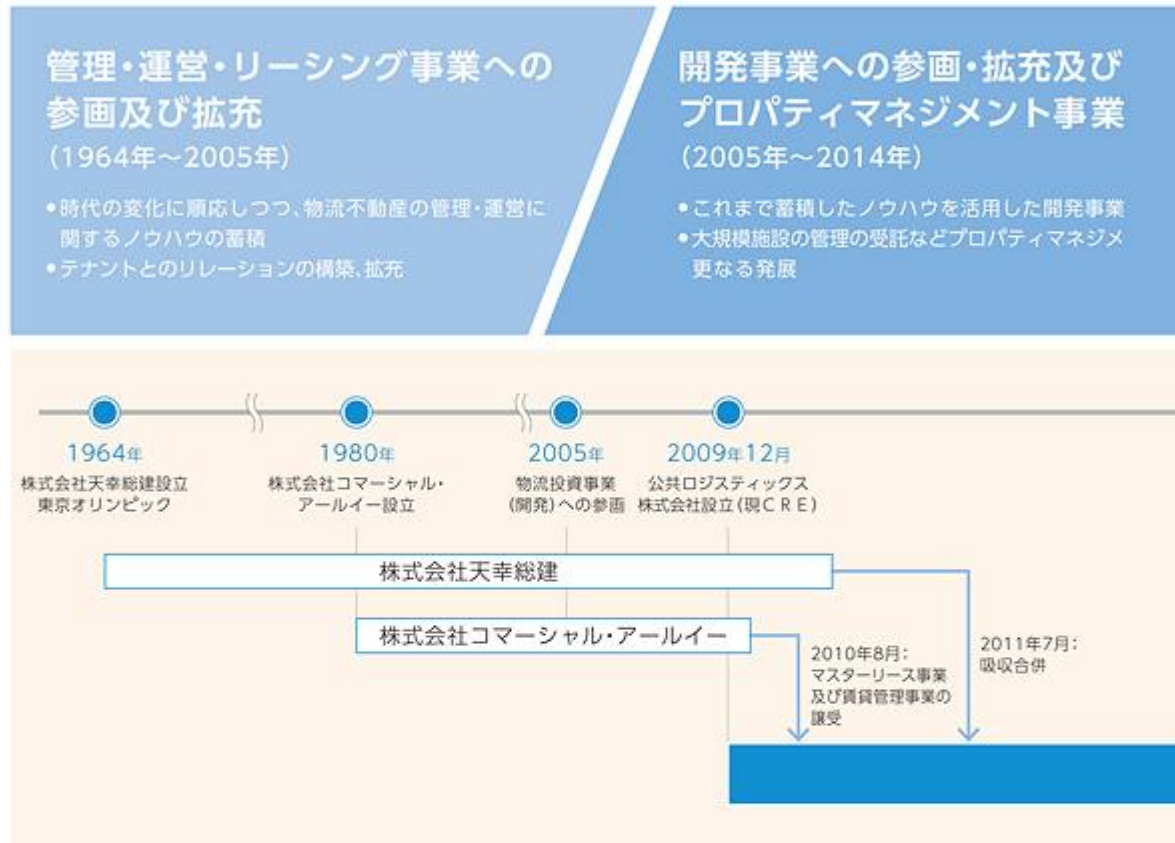 管理・運営・リーシング事業への
参画及び拡充
(1964年～2005年)
●時代の変化に順応しつつ、物流不動産の管理・運営に
関するノウハウの蓄積
●テナントとのリレーションの構築、拡充
開発事業への参画・拡充及び
プロパティマネジメント事業
(2005年～2014年)
●これまで蓄積したノウハウを活用した開発事業
●大規模施設の管理の受託などプロパティマネジメ
更なる発展
1964年
株式会社天幸総建設立
東京オリンピック
1980年
株式会社コマーシャル・
アールイー設立
2005年
物流投資事業
(開発)への参画
2009年12月
公共ロジスティックス
株式会社設立(現CRE)
株式会社天幸総建
株式会社コマーシャル・アールイー
2010年8月：
マスターリース事業
及び賃貸管理事業の
譲受
2011年7月：
吸収合併